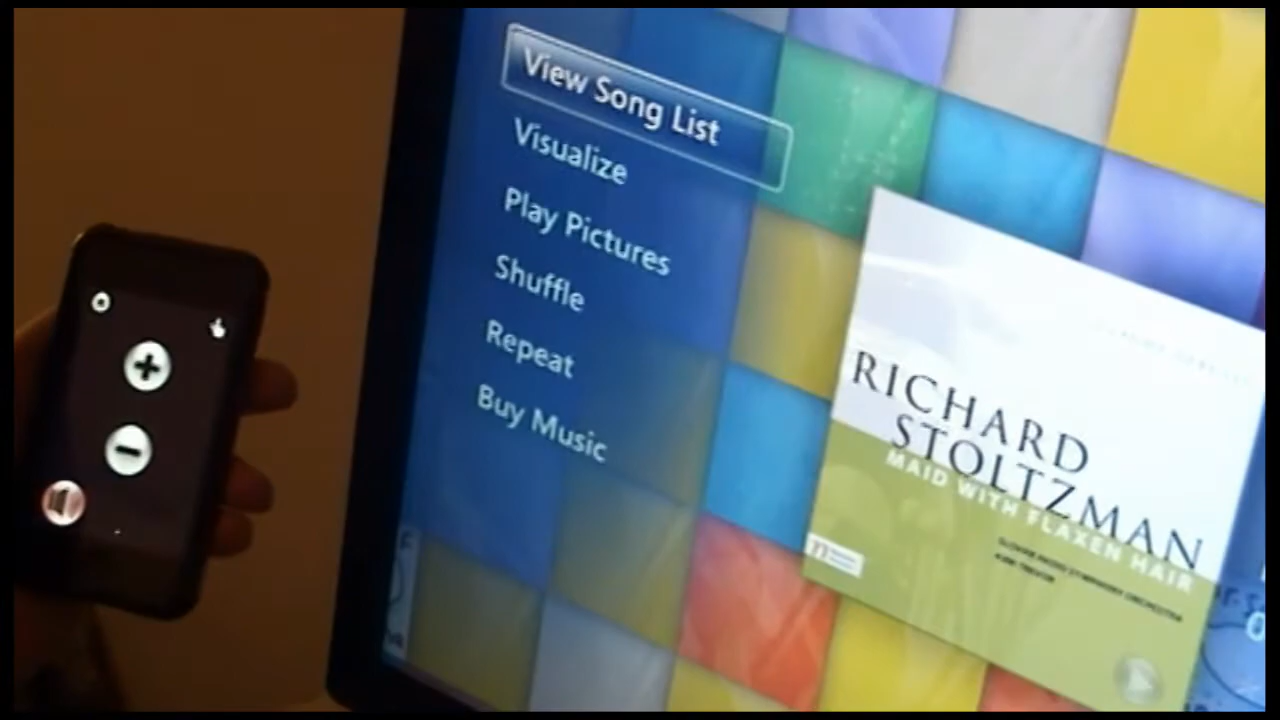 View Song List
Visualize
Play Pictures
Shuffle
Repeat
Buy Music
RICHARD
STOLTZMAN
MAID WITH FLAXEN HAIR